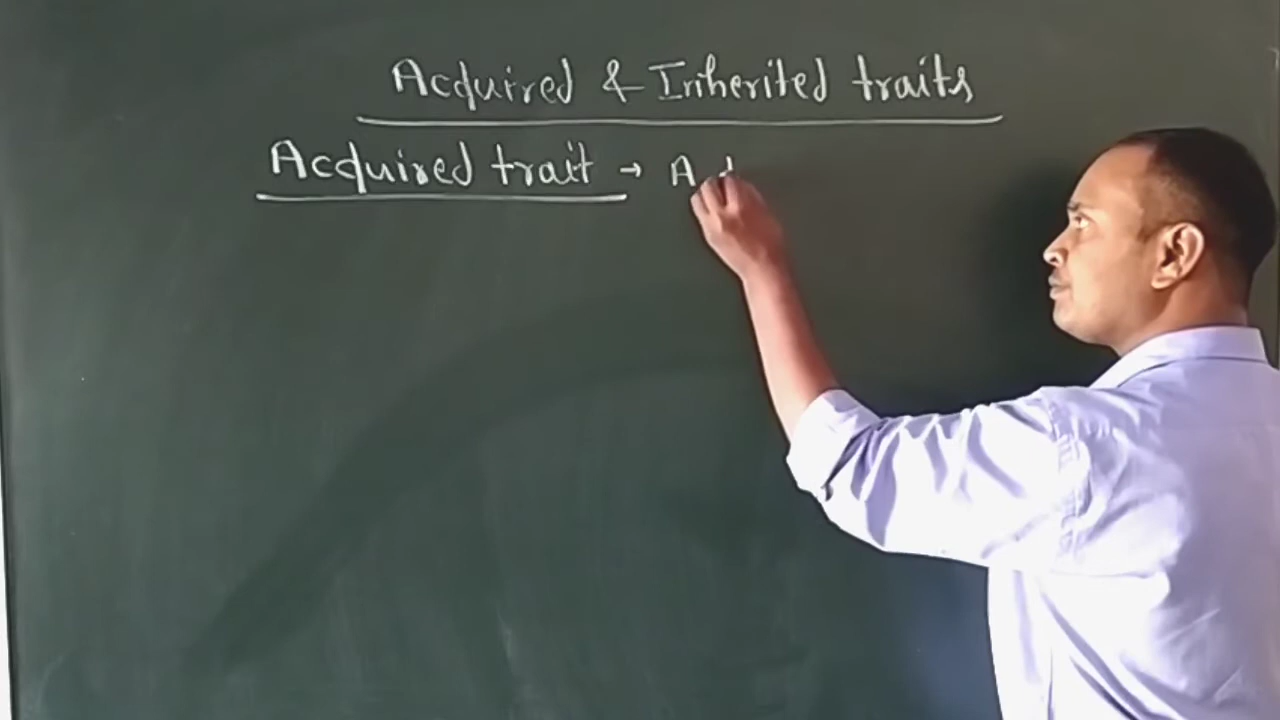 Acquired & Inherited traits
Acquired trait → A